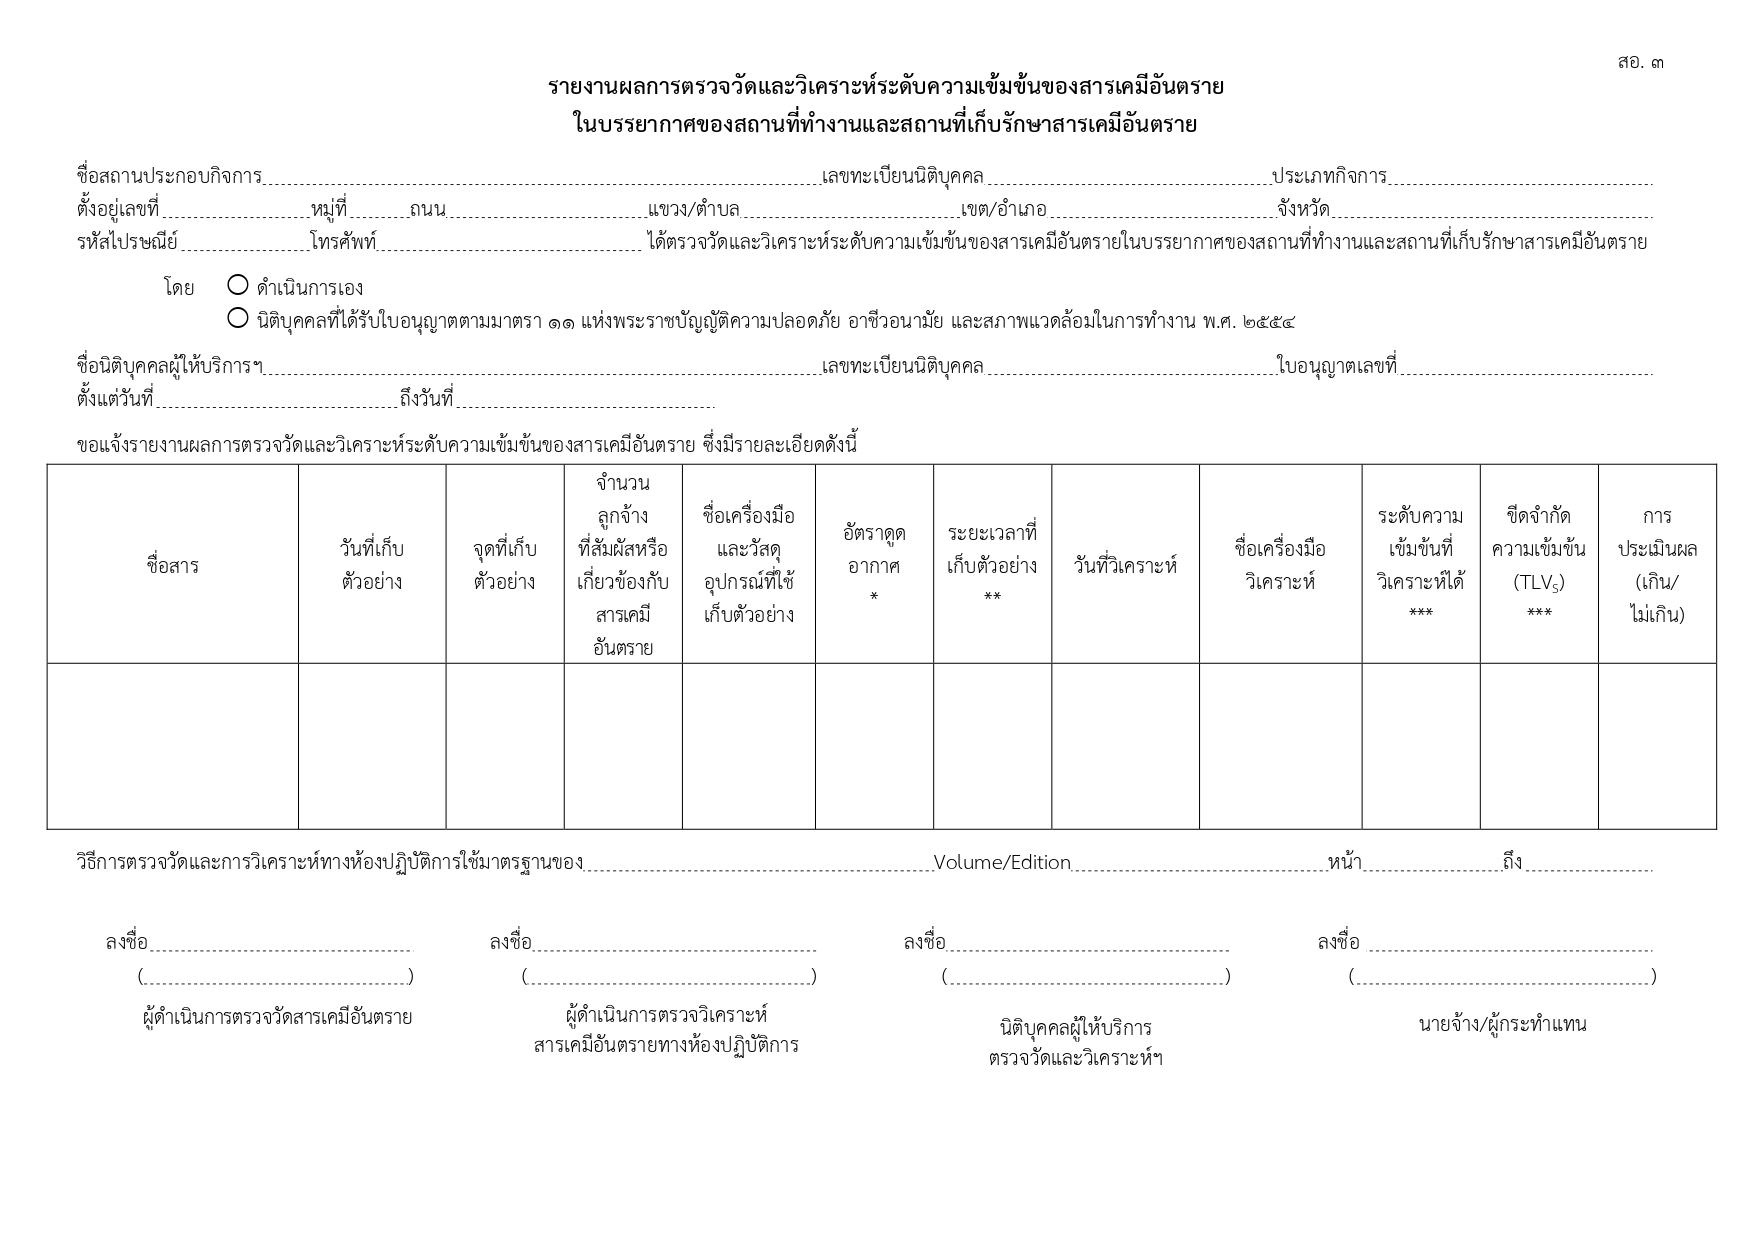 สอ. ๓
รายงานผลการตรวจวัดและวิเคราะห์ระดับความเข้มข้นของสารเคมีอันตราย
ในบรรยากาศของสถานที่ทำงานและสถานที่เก็บรักษาสารเคมีอันตราย
ชื่อสถานประกอบกิจการ เลขทะเบียนนิติบุคคล ประเภทกิจการ
ตั้งอยู่เลขที่ หมู่ที่ ถนน แขวง/ตำบล เขต/อำเภอ จังหวัด
รหัสไปรษณีย์ โทรศัพท์ ได้ตรวจวัดและวิเคราะห์ระดับความเข้มข้นของสารเคมีอันตรายในบรรยากาศของสถานที่ทำงานและสถานที่เก็บรักษาสารเคมีอันตราย
โดย ดำเนินการเอง
นิติบุคคลที่ได้รับใบอนุญาตตามมาตรา ๑๑ แห่งพระราชบัญญัติความปลอดภัย อาชีวอนามัย และสภาพแวดล้อมในการทำงาน พ.ศ. ๒๕๕๔
ชื่อนิติบุคคลผู้ให้บริการฯ เลขทะเบียนนิติบุคคล ใบอนุญาตเลขที่
ตั้งแต่วันที่ ถึงวันที่
ขอแจ้งรายงานผลการตรวจวัดและวิเคราะห์ระดับความเข้มข้นของสารเคมีอันตราย ซึ่งมีรายละเอียดดังนี้
ชื่อสาร
วันที่เก็บ
ตัวอย่าง
จุดที่เก็บ
ตัวอย่าง
จำนวน
ลูกจ้าง
ที่สัมผัสหรือ
เกี่ยวข้องกับ
สารเคมี
อันตราย
ชื่อเครื่องมือ
และวัสดุ
อุปกรณ์ที่ใช้
เก็บตัวอย่าง
อัตราดูด
อากาศ
*
ระยะเวลาที่
เก็บตัวอย่าง
**
วันที่วิเคราะห์
ชื่อเครื่องมือ
วิเคราะห์
ระดับความ
เข้มข้นที่
วิเคราะห์ได้
***
ขีดจำกัด
ความเข้มข้น
(TLVS)
***
การ
ประเมินผล
(เกิน/
ไม่เกิน)
วิธีการตรวจวัดและการวิเคราะห์ทางห้องปฏิบัติการใช้มาตรฐานของ Volume/Edition หน้า ถึง
ลงชื่อ ลงชื่อ ลงชื่อ ลงชื่อ
( ) ( ) ( ) ( )
ผู้ดำเนินการตรวจวัดสารเคมีอันตราย
ผู้ดำเนินการตรวจวิเคราะห์
สารเคมีอันตรายทางห้องปฏิบัติการ
นิติบุคคลผู้ให้บริการ
ตรวจวัดและวิเคราะห์ฯ
นายจ้าง/ผู้กระทำแทน